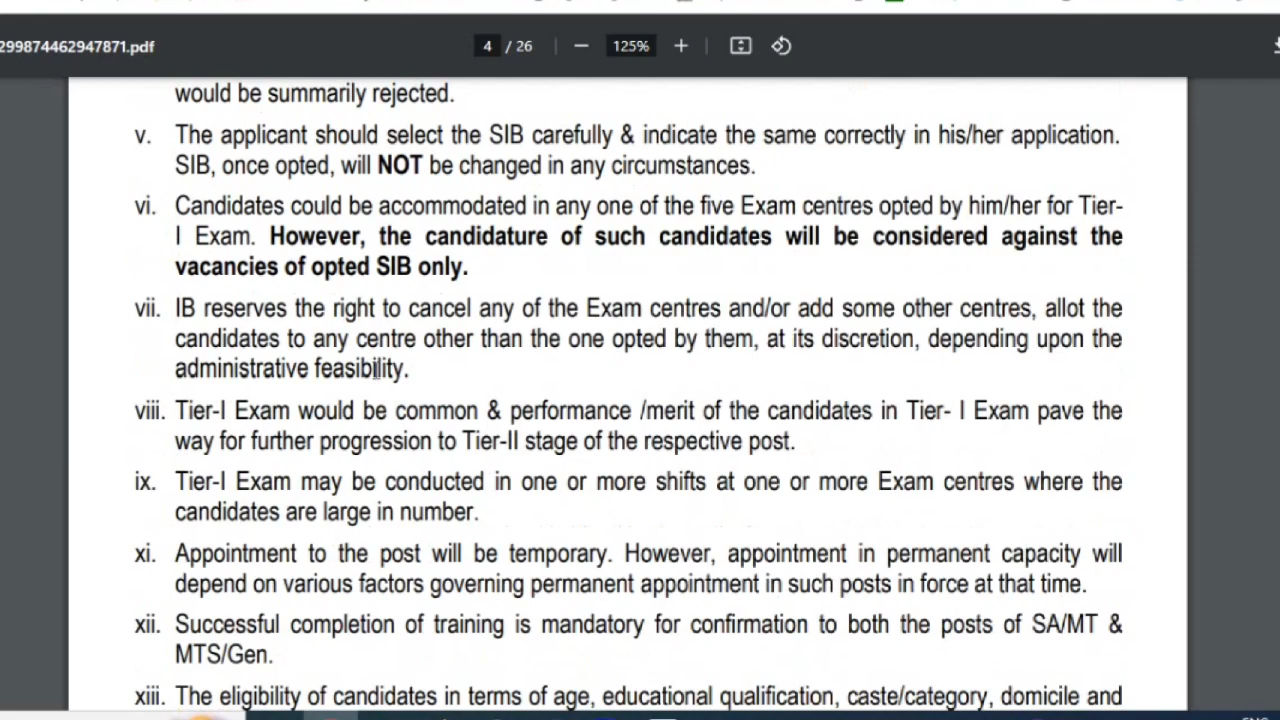 299874462947871.pdf
4 / 26
125%
would be summarily rejected.
v. The applicant should select the SIB carefully & indicate the same correctly in his/her application.
SIB, once opted, will NOT be changed in any circumstances.
vi. Candidates could be accommodated in any one of the five Exam centres opted by him/her for Tier-
I Exam. However, the candidature of such candidates will be considered against the
vacancies of opted SIB only.
vii. IB reserves the right to cancel any of the Exam centres and/or add some other centres, allot the
candidates to any centre other than the one opted by them, at its discretion, depending upon the
administrative feasibility.
viii. Tier-I Exam would be common & performance /merit of the candidates in Tier- I Exam pave the
way for further progression to Tier-II stage of the respective post.
ix. Tier-I Exam may be conducted in one or more shifts at one or more Exam centres where the
candidates are large in number.
xi. Appointment to the post will be temporary. However, appointment in permanent capacity will
depend on various factors governing permanent appointment in such posts in force at that time.
xii. Successful completion of training is mandatory for confirmation to both the posts of SA/MT &
MTS/Gen.
xiii. The eligibility of candidates in terms of age, educational qualification, caste/category, domicile and